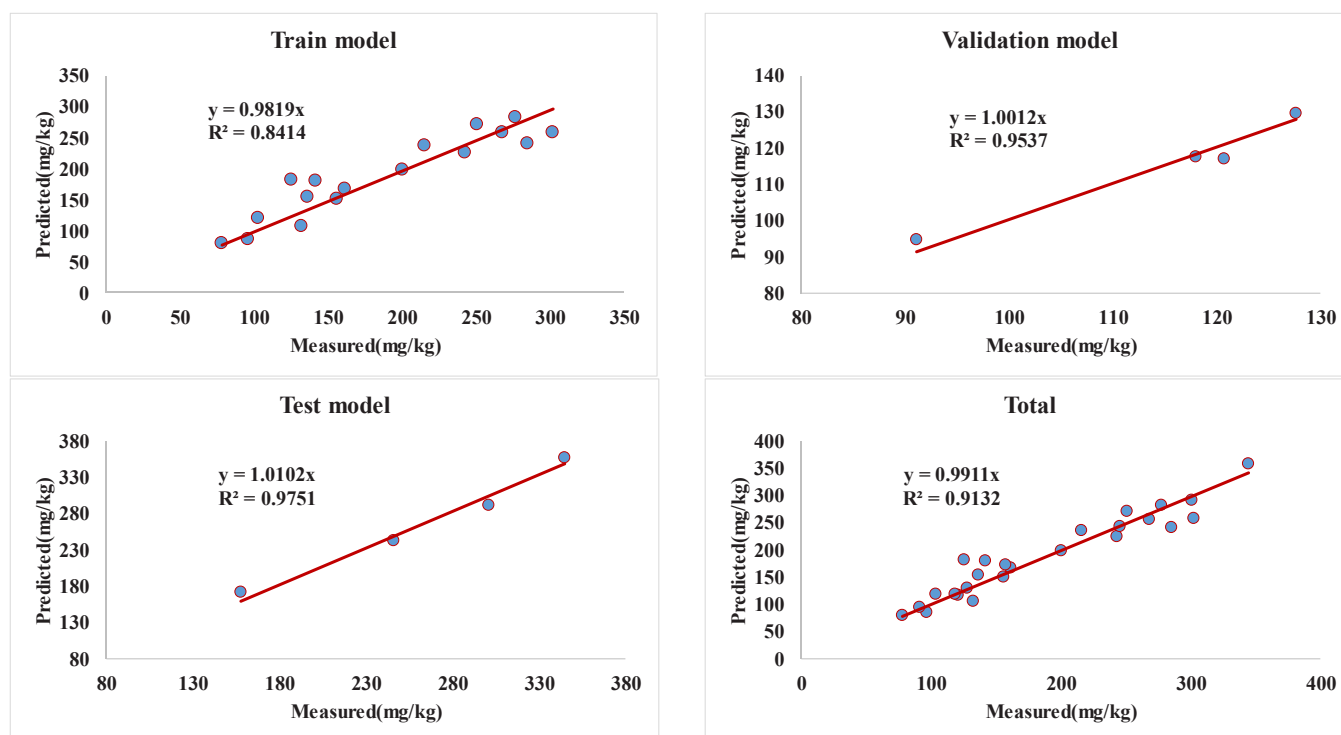 Train model
350
300
250
200
150
100
50
0
y = 0.9819x
R² = 0.8414
0 50 100 150 200 250 300 350
Predicted(mg/kg)
Measured(mg/kg)
Validation model
140
130
120
110
100
90
80
y = 1.0012x
R² = 0.9537
80 90 100 110 120 130
Predicted(mg/kg)
Measured(mg/kg)
Test model
380
330
280
230
180
130
80
y = 1.0102x
R² = 0.9751
80 130 180 230 280 330 380
Predicted(mg/kg)
Measured(mg/kg)
Total
400
350
300
250
200
150
100
50
0
y = 0.9911x
R² = 0.9132
0 100 200 300 400
Predicted(mg/kg)
Measured(mg/kg)